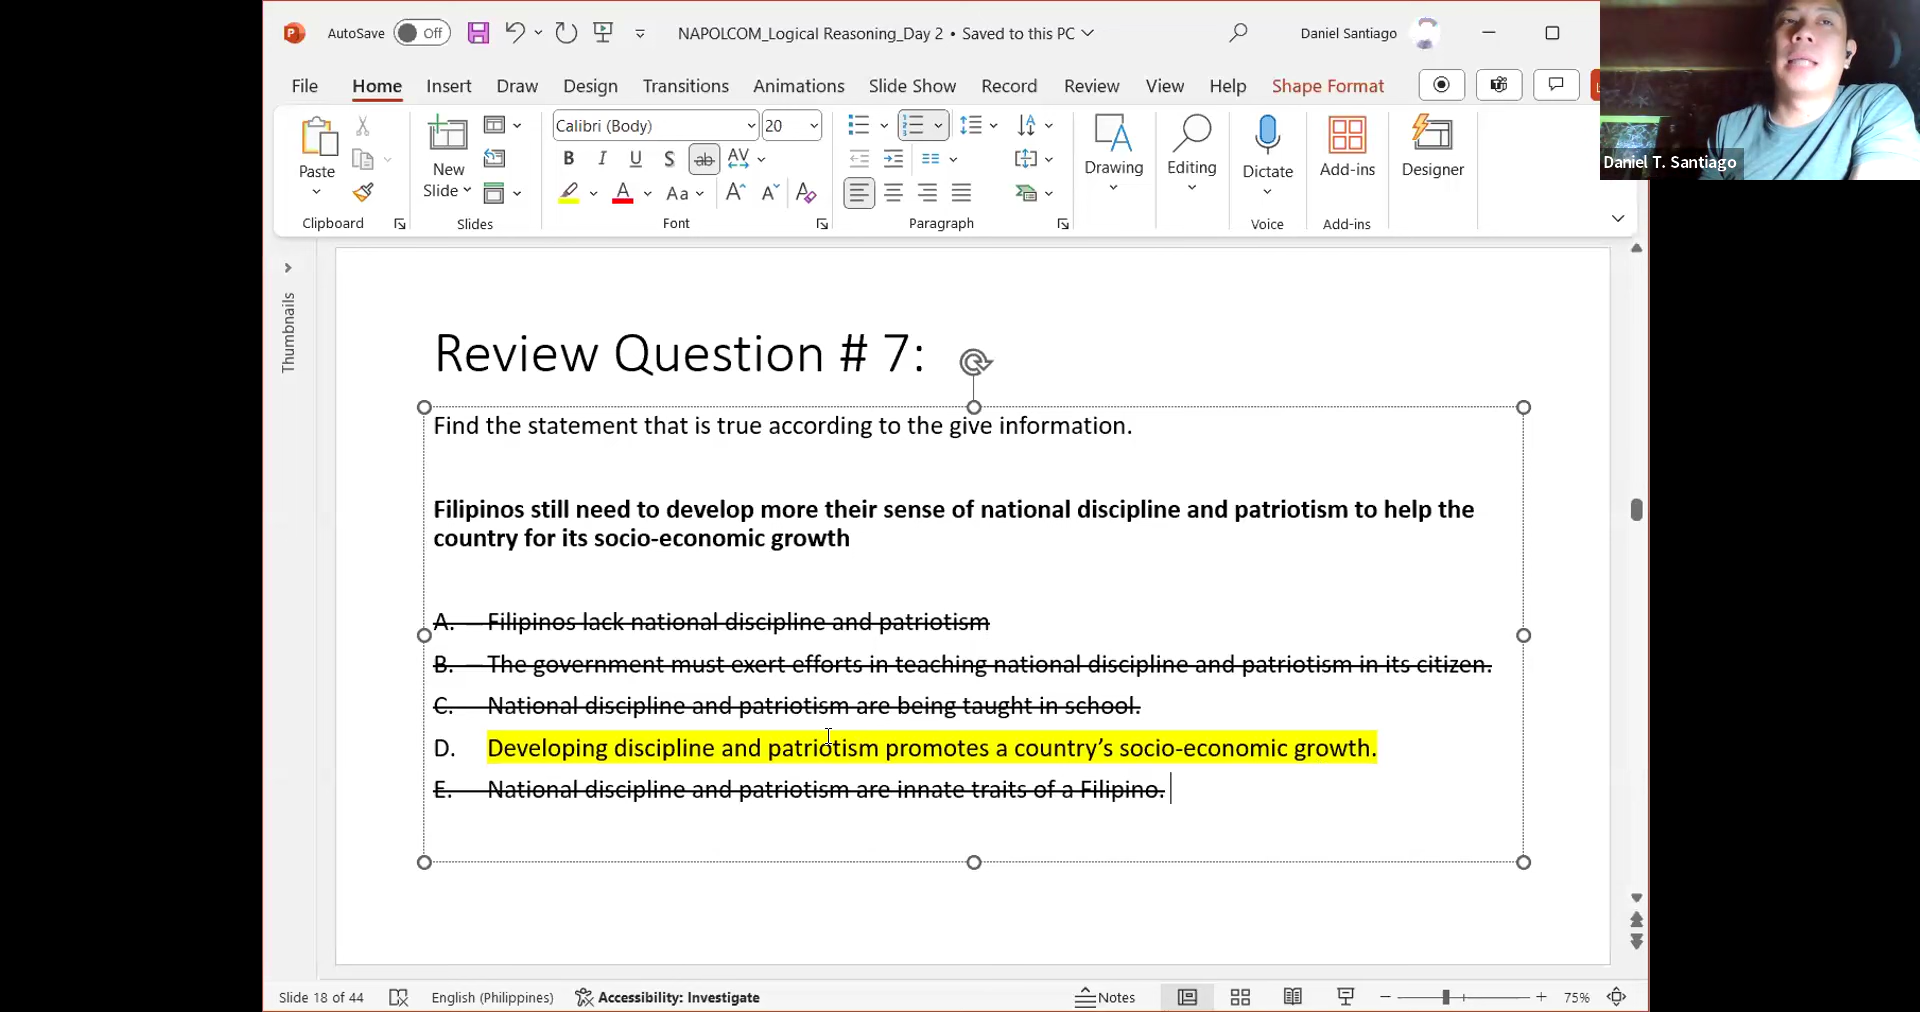 AutoSave Off NAPOLCOM_Logical Reasoning_Day 2 • Saved to this PC Daniel Santiago
File Home Insert Draw Design Transitions Animations Slide Show Record Review View Help Shape Format
Calibri (Body) 20
Paste
New
Slide
Drawing
Editing
Dictate
Add-ins
Designer
Clipboard Slides Font Paragraph Voice Add-ins
Daniel T. Santiago
Thumbnails
Review Question # 7:
Find the statement that is true according to the give information.
Filipinos still need to develop more their sense of national discipline and patriotism to help the
country for its socio-economic growth
A. Filipinos lack national discipline and patriotism
B. The government must exert efforts in teaching national discipline and patriotism in its citizen.
C. National discipline and patriotism are being taught in school.
D. Developing discipline and patriotism promotes a country’s socio-economic growth.
E. National discipline and patriotism are innate traits of a Filipino.
Slide 18 of 44 English (Philippines) Accessibility: Investigate Notes 75%